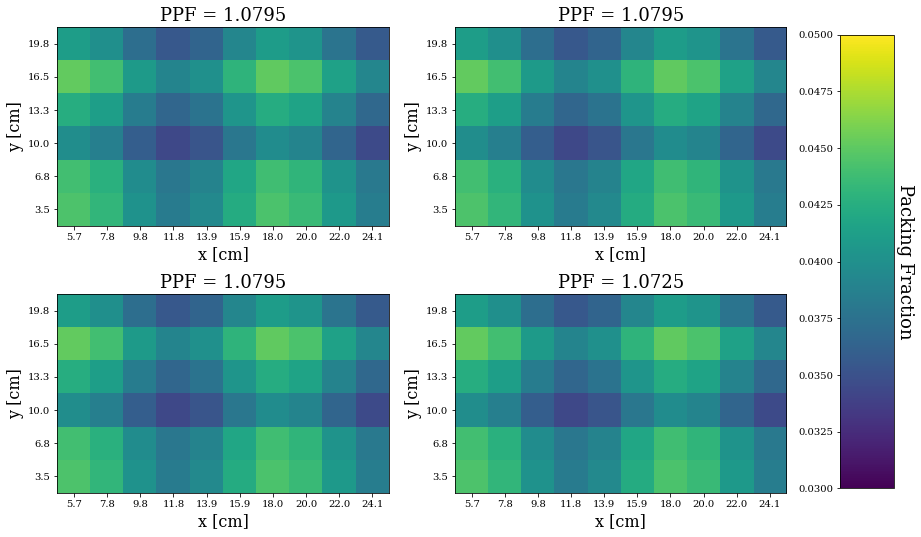 PPF = 1.0795
19.8
16.5
13.3
10.0
6.8
3.5
y [cm]
5.7 7.8 9.8 11.8 13.9 15.9 18.0 20.0 22.0 24.1
x [cm]
PPF = 1.0795
19.8
16.5
13.3
10.0
6.8
3.5
y [cm]
5.7 7.8 9.8 11.8 13.9 15.9 18.0 20.0 22.0 24.1
x [cm]
PPF = 1.0795
19.8
16.5
13.3
10.0
6.8
3.5
y [cm]
5.7 7.8 9.8 11.8 13.9 15.9 18.0 20.0 22.0 24.1
x [cm]
PPF = 1.0725
19.8
16.5
13.3
10.0
6.8
3.5
y [cm]
5.7 7.8 9.8 11.8 13.9 15.9 18.0 20.0 22.0 24.1
x [cm]
0.0500
0.0475
0.0450
0.0425
0.0400
0.0375
0.0350
0.0325
0.0300
Packing Fraction